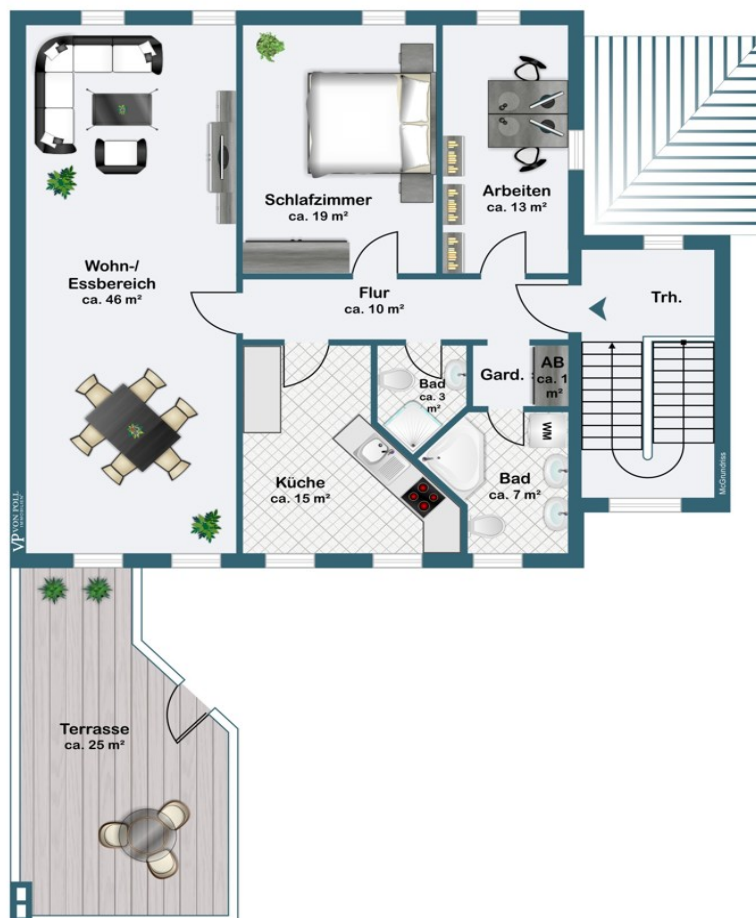 Schlafzimmer
ca. 19 m²
Arbeiten
ca. 13 m²
Wohn-/
Essbereich
ca. 46 m²
Flur
ca. 10 m²
Trh.
Bad
ca. 3
m²
Gard.
AB
ca. 1
m²
WM
Küche
ca. 15 m²
Bad
ca. 7 m²
McGrundriss
VP VON POLL
IMMOBILIEN
Terrasse
ca. 25 m²